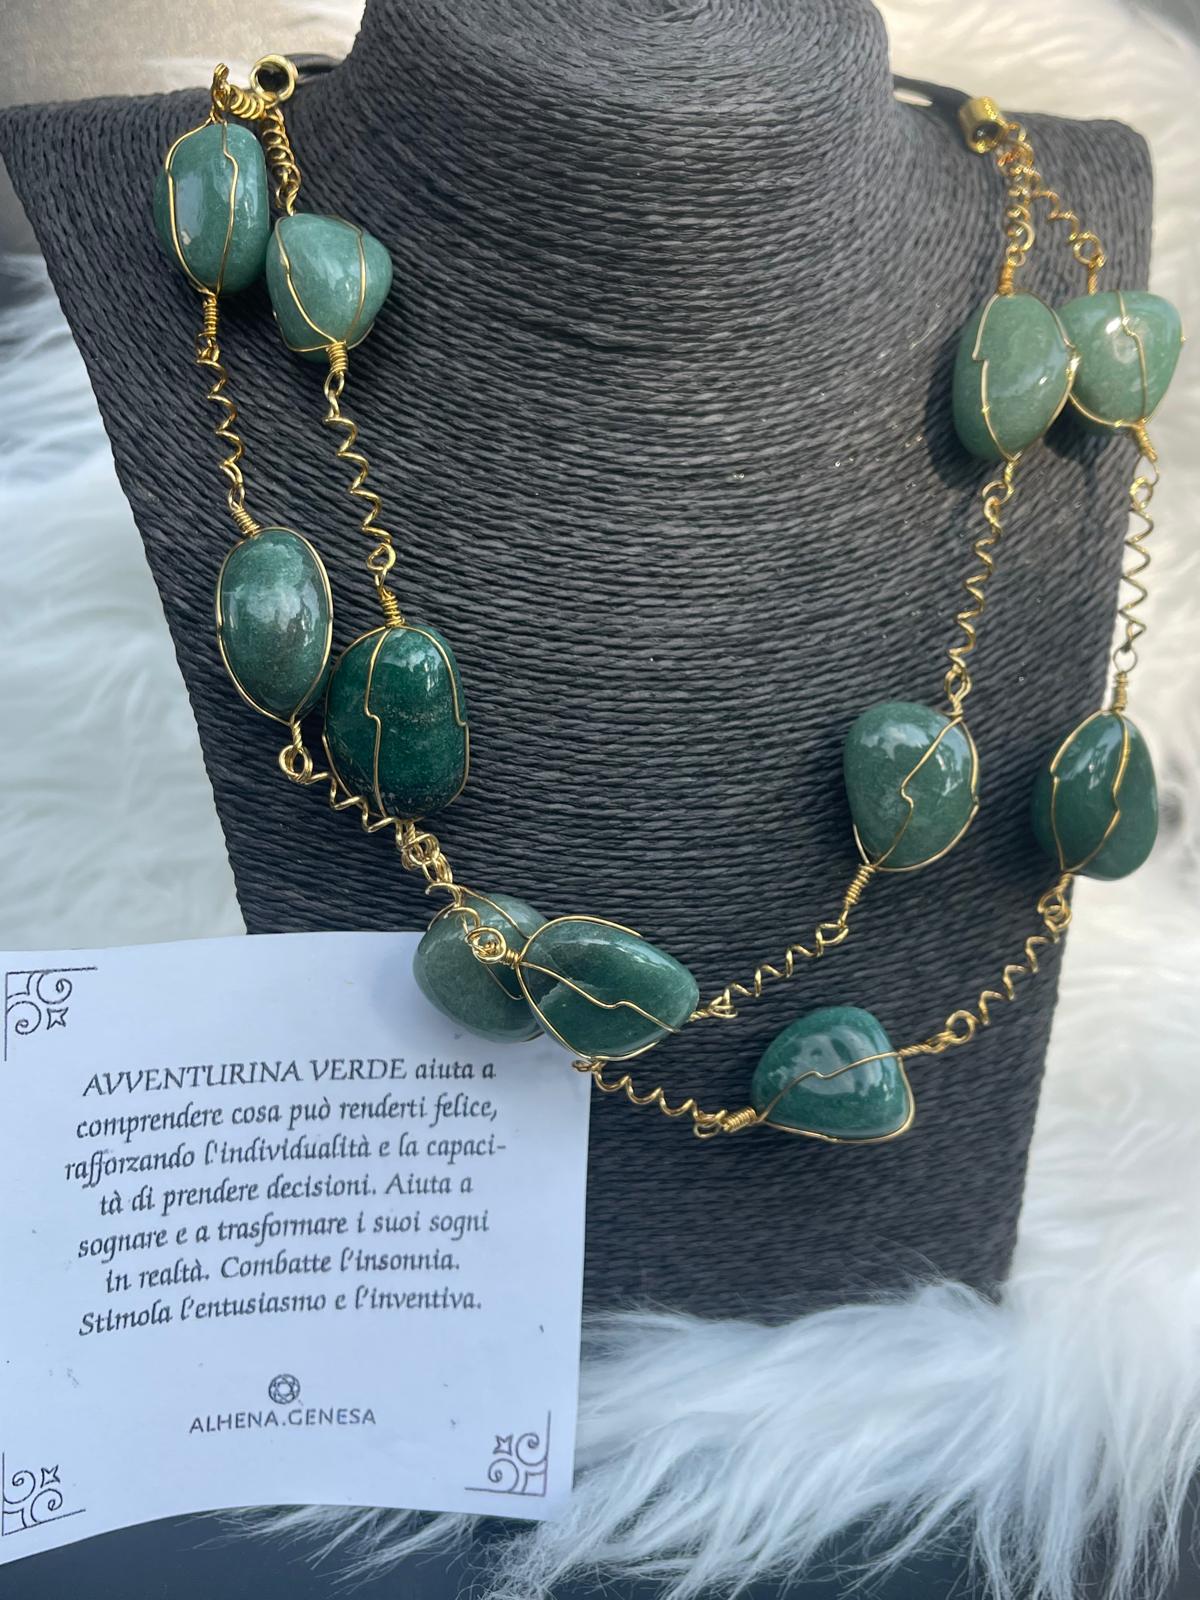 AVVENTURINA VERDE aiuta a
comprendere cosa può renderti felice,
rafforzando l'individualità e la capaci-
tà di prendere decisioni. Aiuta a
sognare e a trasformare i suoi sogni
in realtà. Combatte l'insonnia.
Stimola l'entusiasmo e l'inventiva.
ALHENA.GENESA